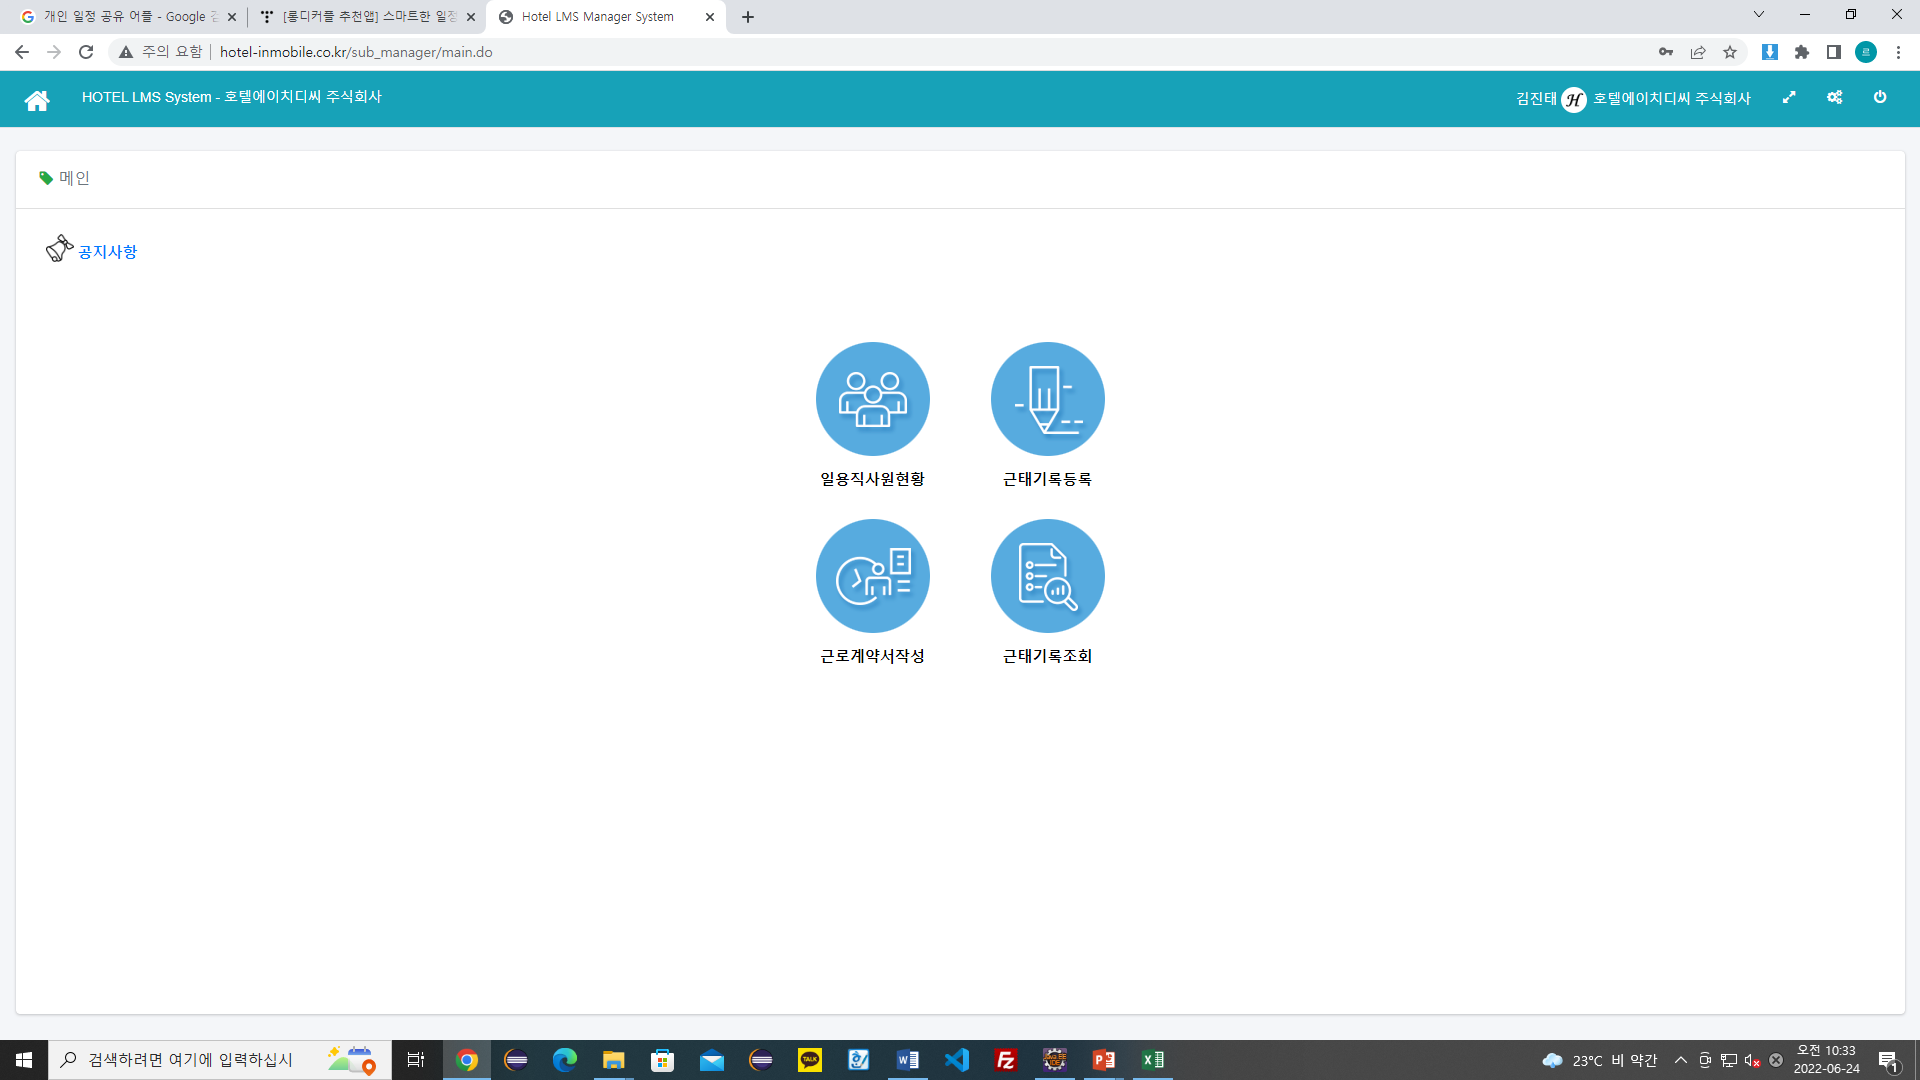 개인 일정 공유 어플 - Google 검
[롱디커플 추천앱] 스마트한 일정
Hotel LMS Manager System
주의 요함
hotel-inmobile.co.kr/sub_manager/main.do
르
HOTEL LMS System - 호텔에이치디씨 주식회사
김진태 H 호텔에이치디씨 주식회사
메인
공지사항
일용직사원현황
근태기록등록
근로계약서작성
근태기록조회
검색하려면 여기에 입력하십시
TALK
23°C 비 약간
오전 10:33
2022-06-24
1